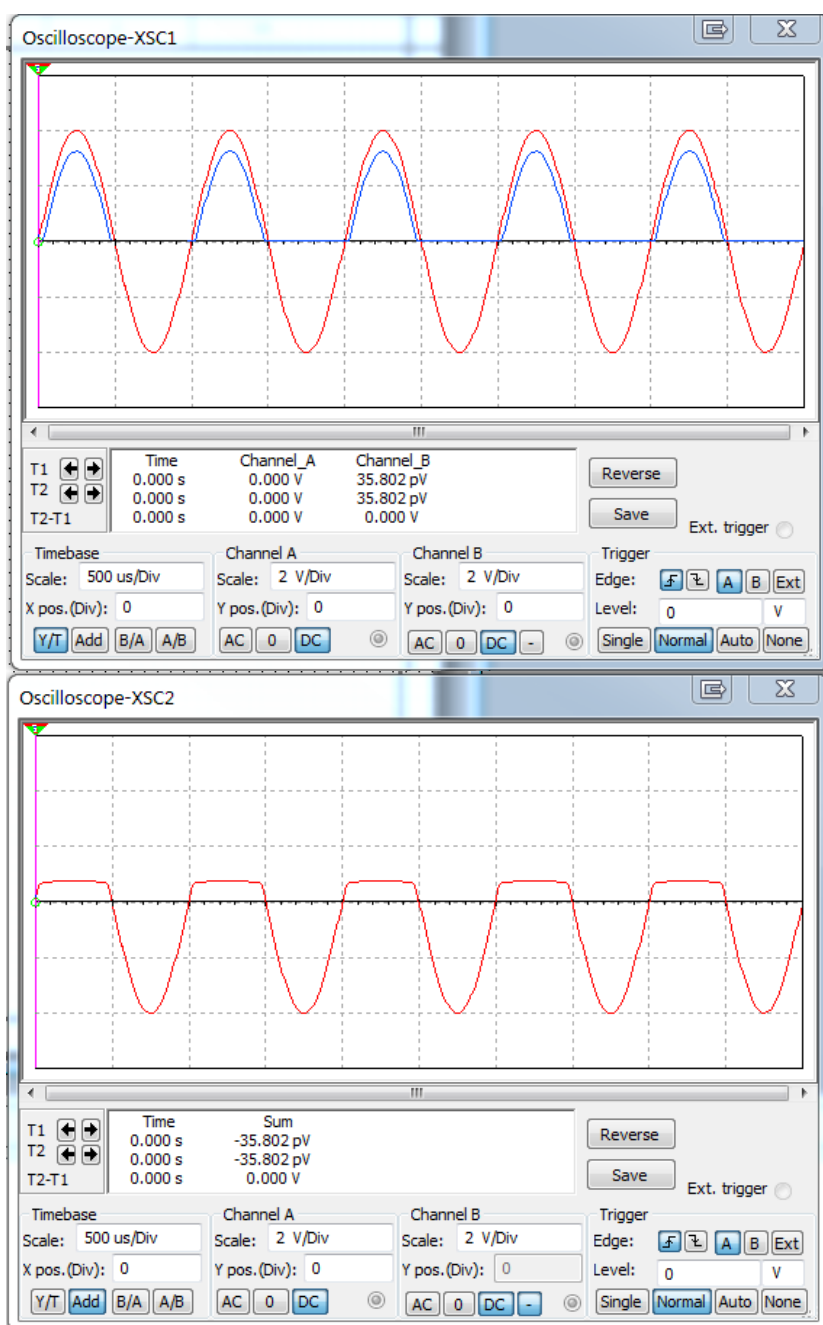 Oscilloscope-XSC1
Time Channel_A Channel_B
T1 0.000 s 0.000 V 35.802 pV
T2 0.000 s 0.000 V 35.802 pV
T2-T1 0.000 s 0.000 V 0.000 V
Reverse
Save
Ext. trigger
Timebase Channel A Channel B Trigger
Scale: 500 us/Div Scale: 2 V/Div Scale: 2 V/Div Edge: A B Ext
X pos.(Div): 0 Y pos.(Div): 0 Y pos.(Div): 0 Level: 0 V
Y/T Add B/A A/B AC 0 DC AC 0 DC - Single Normal Auto None
Oscilloscope-XSC2
Time Sum
T1 0.000 s -35.802 pV
T2 0.000 s -35.802 pV
T2-T1 0.000 s 0.000 V
Reverse
Save
Ext. trigger
Timebase Channel A Channel B Trigger
Scale: 500 us/Div Scale: 2 V/Div Scale: 2 V/Div Edge: A B Ext
X pos.(Div): 0 Y pos.(Div): 0 Y pos.(Div): 0 Level: 0 V
Y/T Add B/A A/B AC 0 DC AC 0 DC - Single Normal Auto None